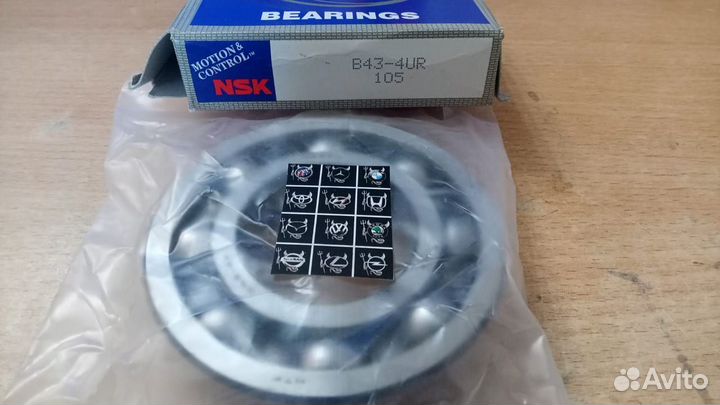 BEARINGS
MOTION &
CONTROL™
NSK
B43-4UR
105
Avito